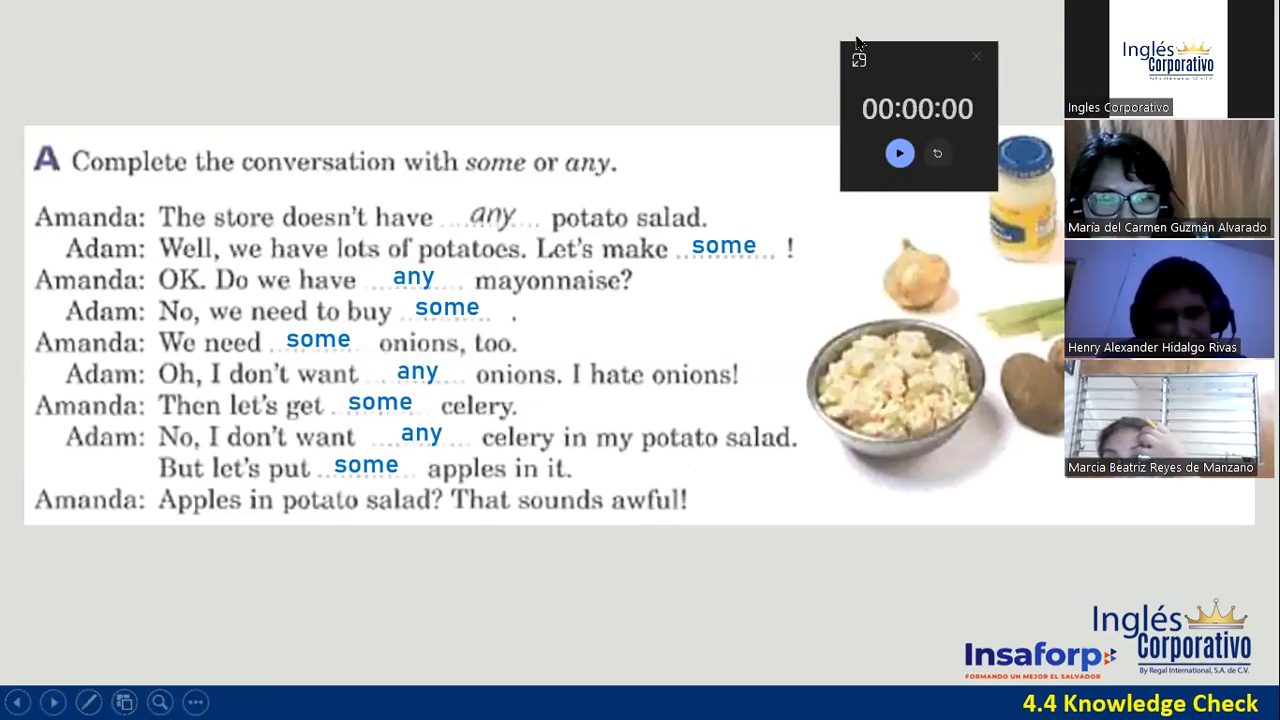 Inglés
Corporativo
Ingles Corporativo
00:00:00
A Complete the conversation with some or any.
Amanda: The store doesn't have any potato salad.
Adam: Well, we have lots of potatoes. Let's make some !
Amanda: OK. Do we have any mayonnaise?
Adam: No, we need to buy some .
Amanda: We need some onions, too.
Adam: Oh, I don't want any onions. I hate onions!
Amanda: Then let's get some celery.
Adam: No, I don't want any celery in my potato salad.
But let's put some apples in it.
Amanda: Apples in potato salad? That sounds awful!
María del Carmen Guzmán Alvarado
Henry Alexander Hidalgo Rivas
Marcia Beatriz Reyes de Manzano
Insaforp
FORMANDO UN MEJOR EL SALVADOR
Inglés
Corporativo
By Regal International, S.A. de C.V.
4.4 Knowledge Check